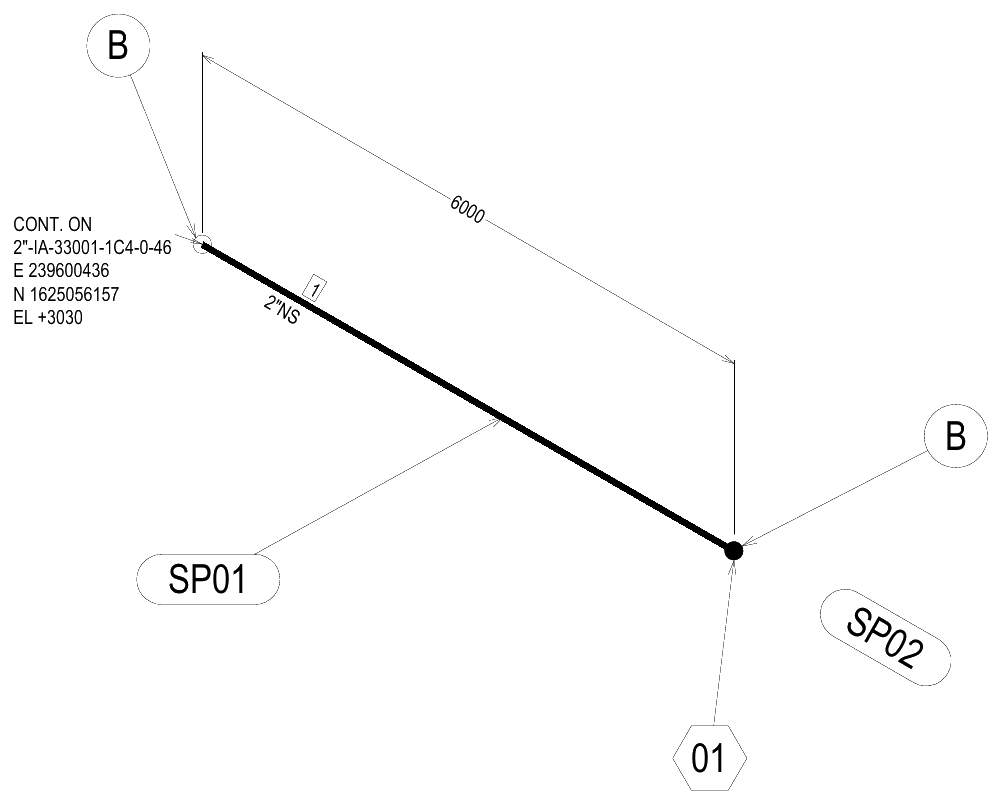 B
6000
CONT. ON
2"-IA-33001-1C4-0-46
E 239600436
N 1625056157
EL +3030
1
2"NS
B
SP01
SP02
01